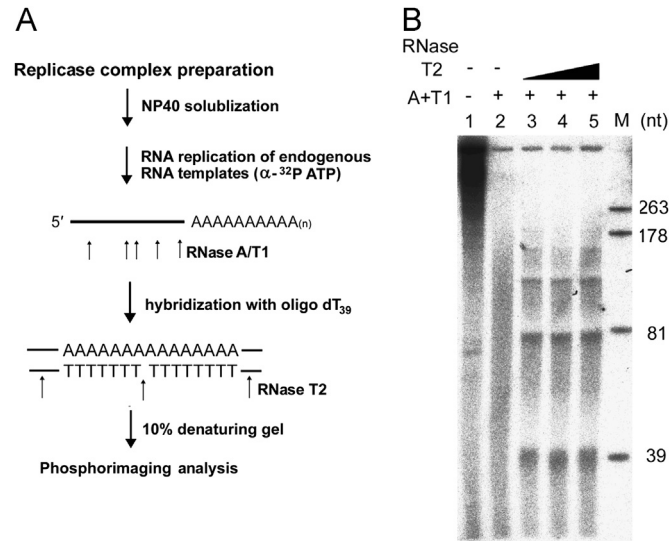 A
Replicase complex preparation
NP40 solublization
RNA replication of endogenous
RNA templates (α-³²P ATP)
5′ AAAAAAAAAA(n)
RNase A/T1
hybridization with oligo dT₃₉
AAAAAAAAAAAAAAAA
TTTTTTT TTTTTTTT
RNase T2
10% denaturing gel
Phosphorimaging analysis
B
RNase
T2 - -
A+T1 - + + + +
1 2 3 4 5 M (nt)
263
178
81
39